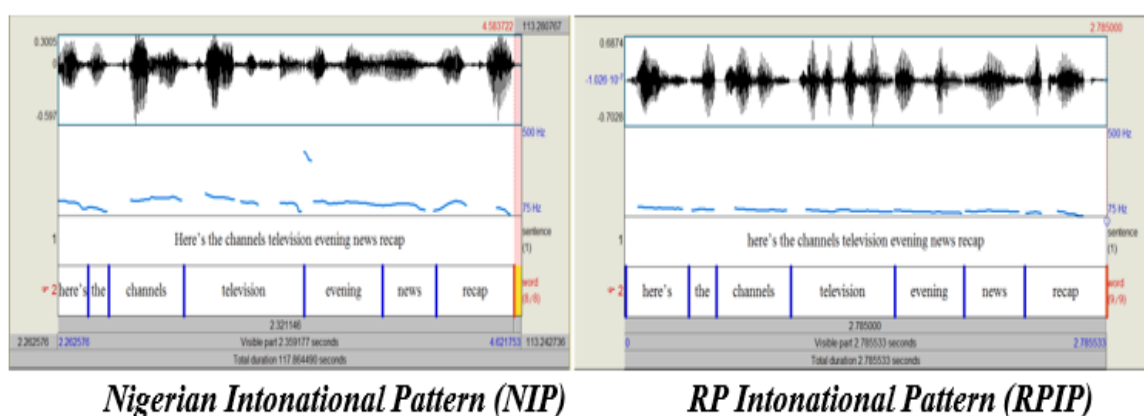 4.583722 113.280767
0.3005
0
-0.597
500 Hz
75 Hz
1 Here's the channels television evening news recap sentence (1)
2 here's the channels television evening news recap word (8/8)
2.321146
2.262576 2.262576 Visible part 2.359177 seconds 4.621753 113.242736
Total duration 117.864490 seconds
Nigerian Intonational Pattern (NIP)
2.785000
0.6874
-0.7026
500 Hz
75 Hz
1 here's the channels television evening news recap sentence (1)
2 here's the channels television evening news recap word (9/9)
2.785000
0 Visible part 2.785533 seconds 2.785533
Total duration 2.785533 seconds
RP Intonational Pattern (RPIP)